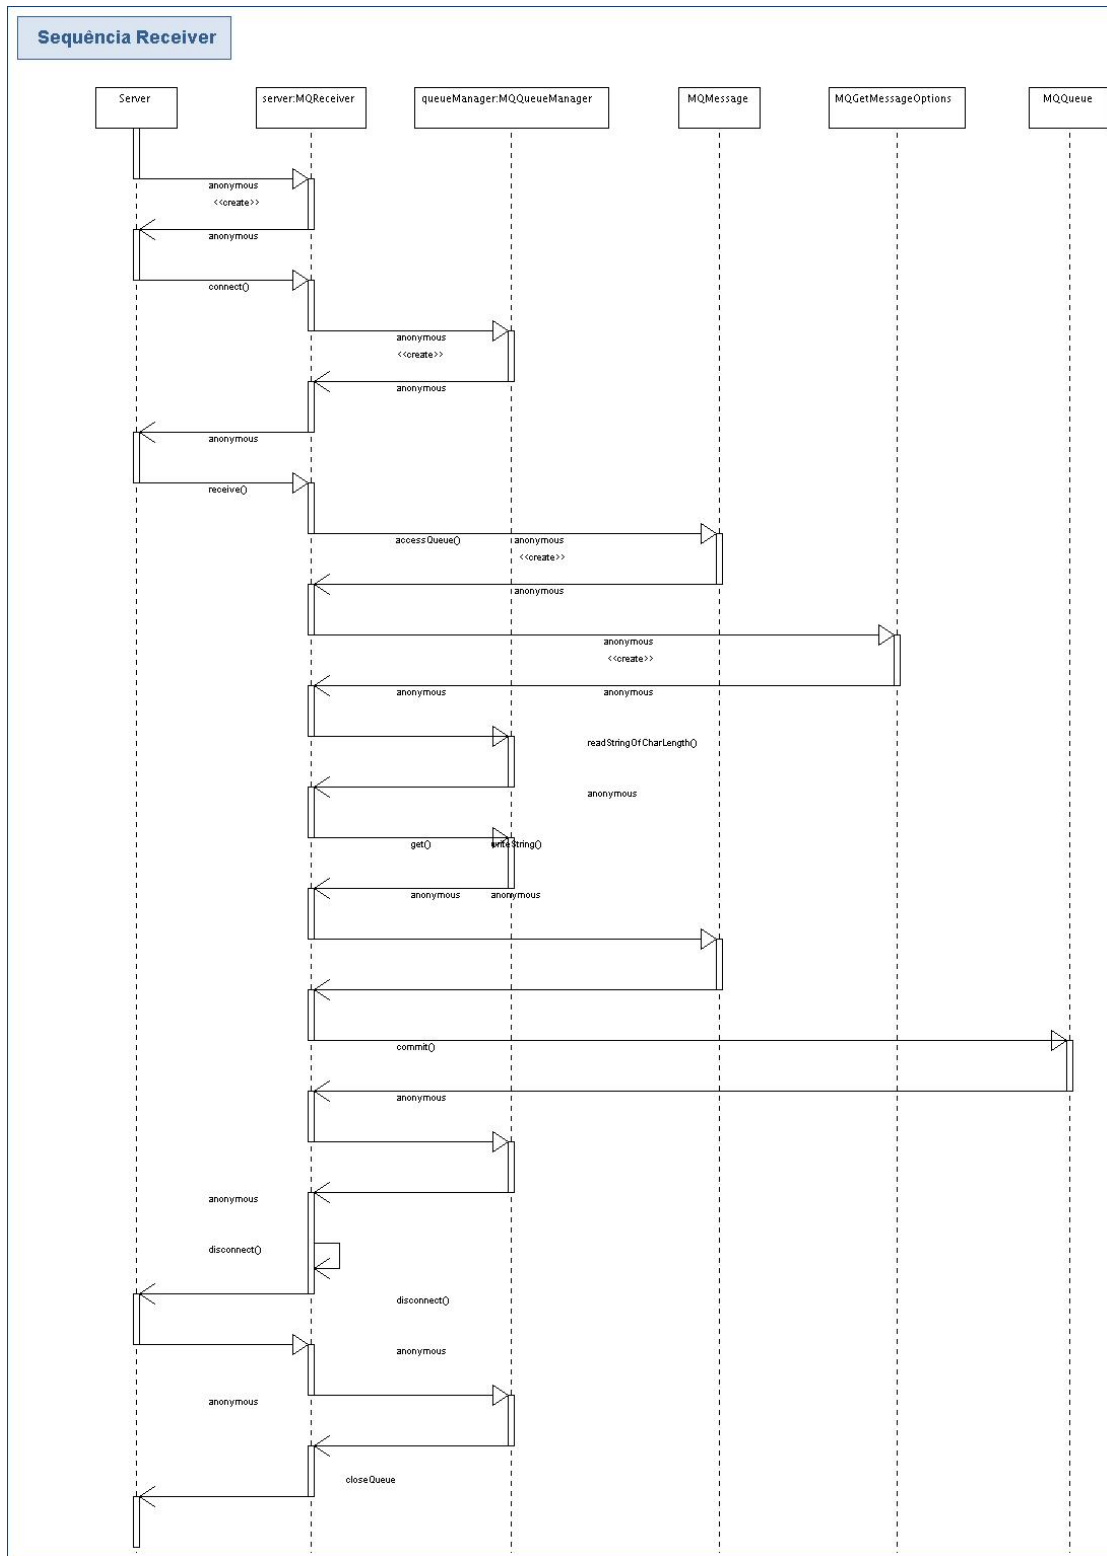 Sequência Receiver
Server
server:MQReceiver
queueManager:MQQueueManager
MQMessage
MQGetMessageOptions
MQQueue
anonymous
<<create>>
anonymous
connect()
anonymous
<<create>>
anonymous
anonymous
receive()
accessQueue()
anonymous
<<create>>
anonymous
anonymous
<<create>>
anonymous
anonymous
readStringOfCharLength()
anonymous
get()
writeString()
anonymous
anonymous
commit()
anonymous
anonymous
disconnect()
disconnect()
anonymous
anonymous
closeQueue